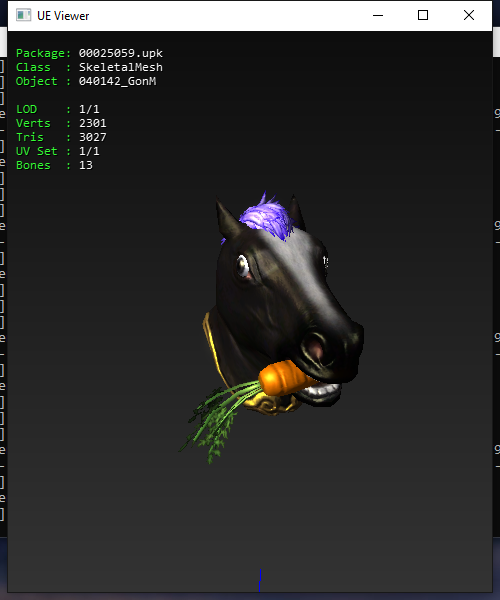 UE Viewer
Package: 00025059.upk
Class : SkeletalMesh
Object : 040142_GonM
LOD : 1/1
Verts : 2301
Tris : 3027
UV Set : 1/1
Bones : 13